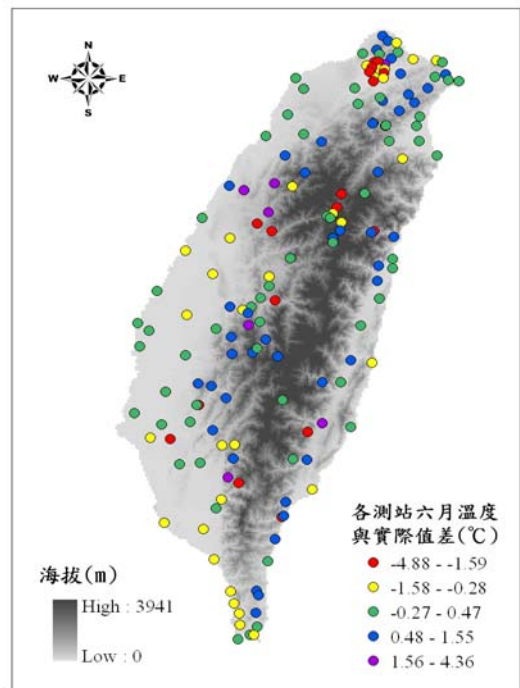 N
W E
S
各測站六月溫度
與實際值差(℃)
-4.88 - -1.59
-1.58 - -0.28
-0.27 - 0.47
0.48 - 1.55
1.56 - 4.36
海拔(m)
High : 3941
Low : 0